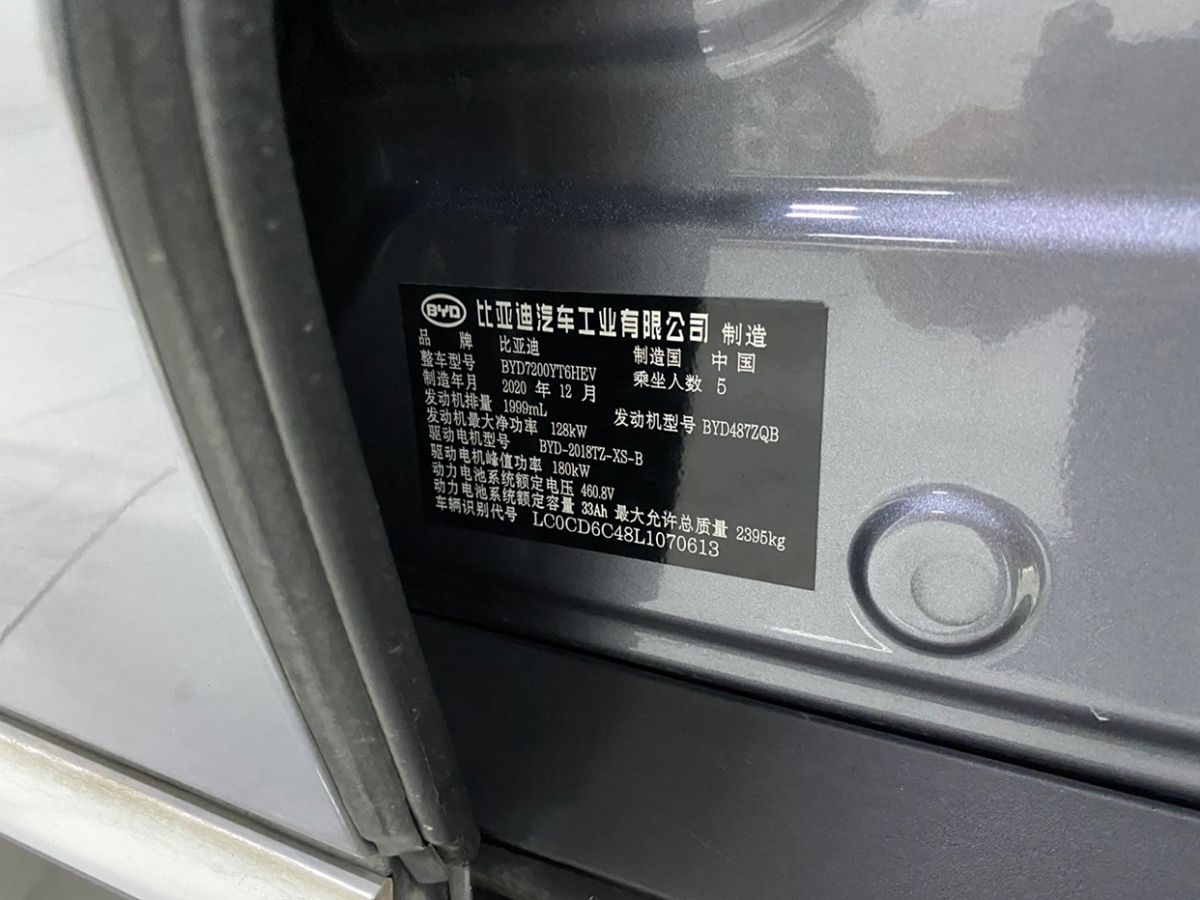 BYD 比亚迪汽车工业有限公司 制造
品牌 比亚迪 制造国 中国
整车型号 BYD7200YT6HEV 乘坐人数 5
制造年月 2020 年 12 月
发动机排量 1999mL 发动机型号 BYD487ZQB
发动机最大净功率 128kW
驱动电机型号 BYD-2018TZ-XS-B
驱动电机峰值功率 180kW
动力电池系统额定电压 460.8V
动力电池系统额定容量 33Ah 最大允许总质量 2395kg
车辆识别代号 LC0CD6C48L1070613